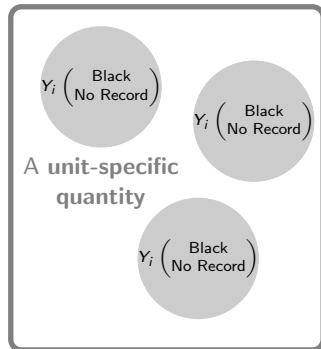 Y_i (Black
No Record)
Y_i (Black
No Record)
A unit-specific
quantity
Y_i (Black
No Record)